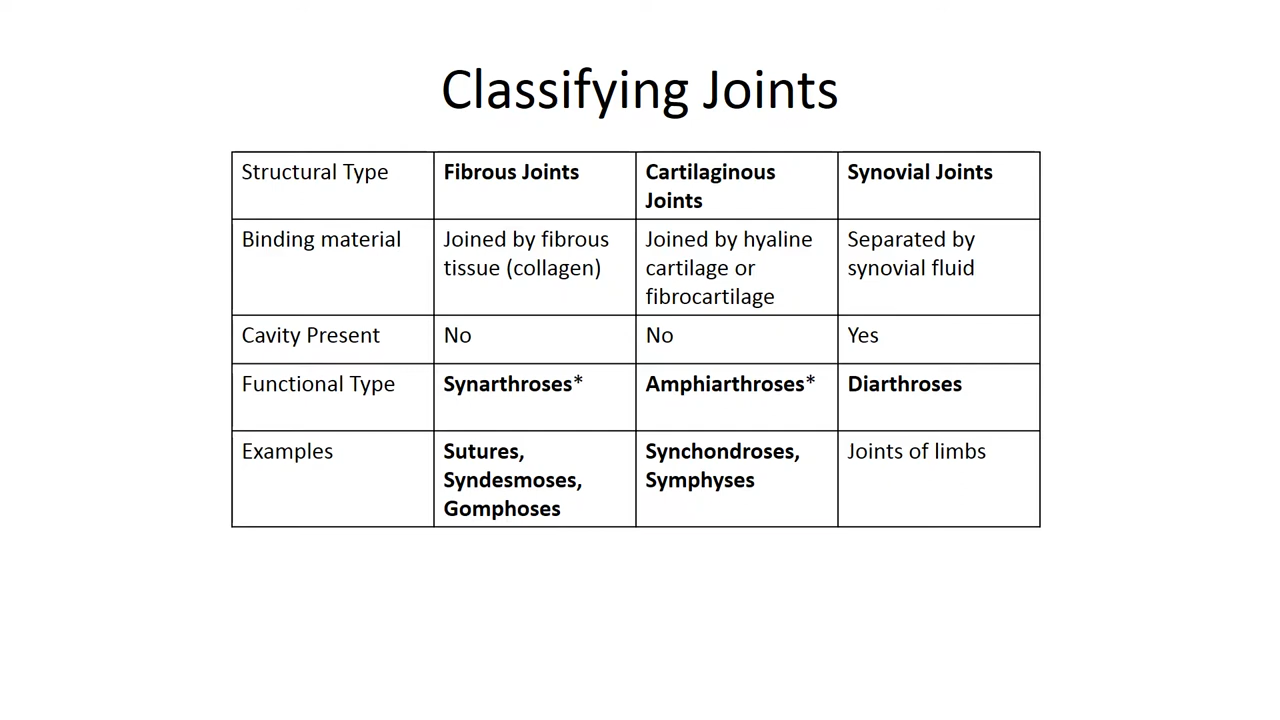 Classifying Joints
Structural Type
Fibrous Joints
Cartilaginous
Joints
Synovial Joints
Binding material
Joined by fibrous
tissue (collagen)
Joined by hyaline
cartilage or
fibrocartilage
Separated by
synovial fluid
Cavity Present
No
No
Yes
Functional Type
Synarthroses*
Amphiarthroses*
Diarthroses
Examples
Sutures,
Syndesmoses,
Gomphoses
Synchondroses,
Symphyses
Joints of limbs